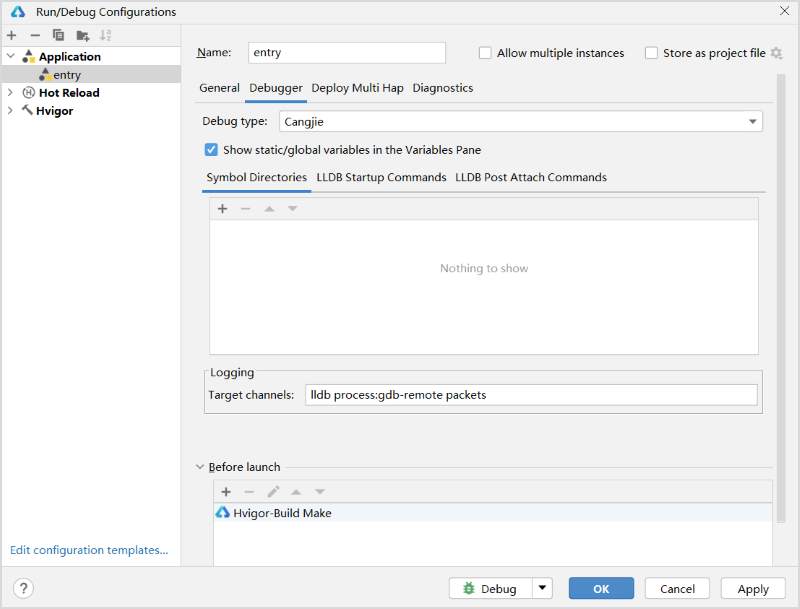 Run/Debug Configurations
Application
entry
Hot Reload
Hvigor
Edit configuration templates...
Name: entry Allow multiple instances Store as project file
General Debugger Deploy Multi Hap Diagnostics
Debug type: Cangjie
Show static/global variables in the Variables Pane
Symbol Directories LLDB Startup Commands LLDB Post Attach Commands
Nothing to show
Logging
Target channels: lldb process:gdb-remote packets
Before launch
Hvigor-Build Make
? Debug OK Cancel Apply